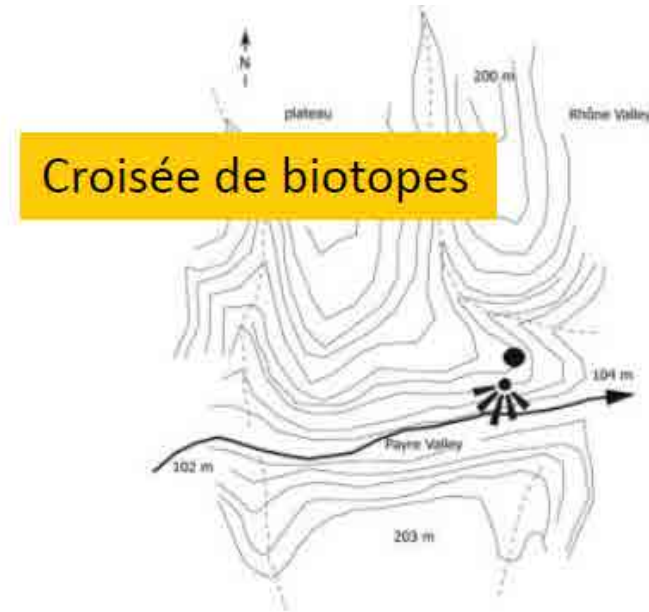 N
200 m
plateau
Rhône Valley
Croisée de biotopes
104 m
Payre Valley
102 m
203 m